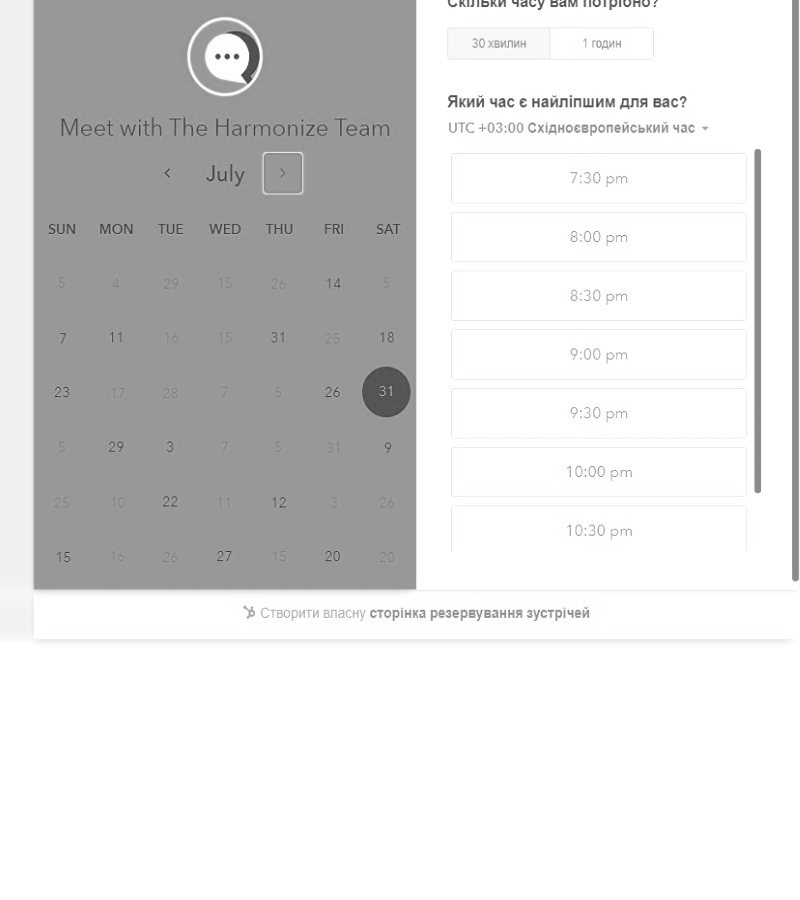 Скільки часу вам потрібно?
30 хвилин 1 годин
Meet with The Harmonize Team
Який час є найліпшим для вас?
UTC +03:00 Східноєвропейський час
July
SUN MON TUE WED THU FRI SAT
5 4 29 15 26 14 5
7 11 16 15 31 25 18
23 17 28 7 5 26 31
5 29 3 7 5 31 9
25 10 22 11 12 3 26
15 16 26 27 15 20 20
7:30 pm
8:00 pm
8:30 pm
9:00 pm
9:30 pm
10:00 pm
10:30 pm
Створити власну сторінка резервування зустрічей